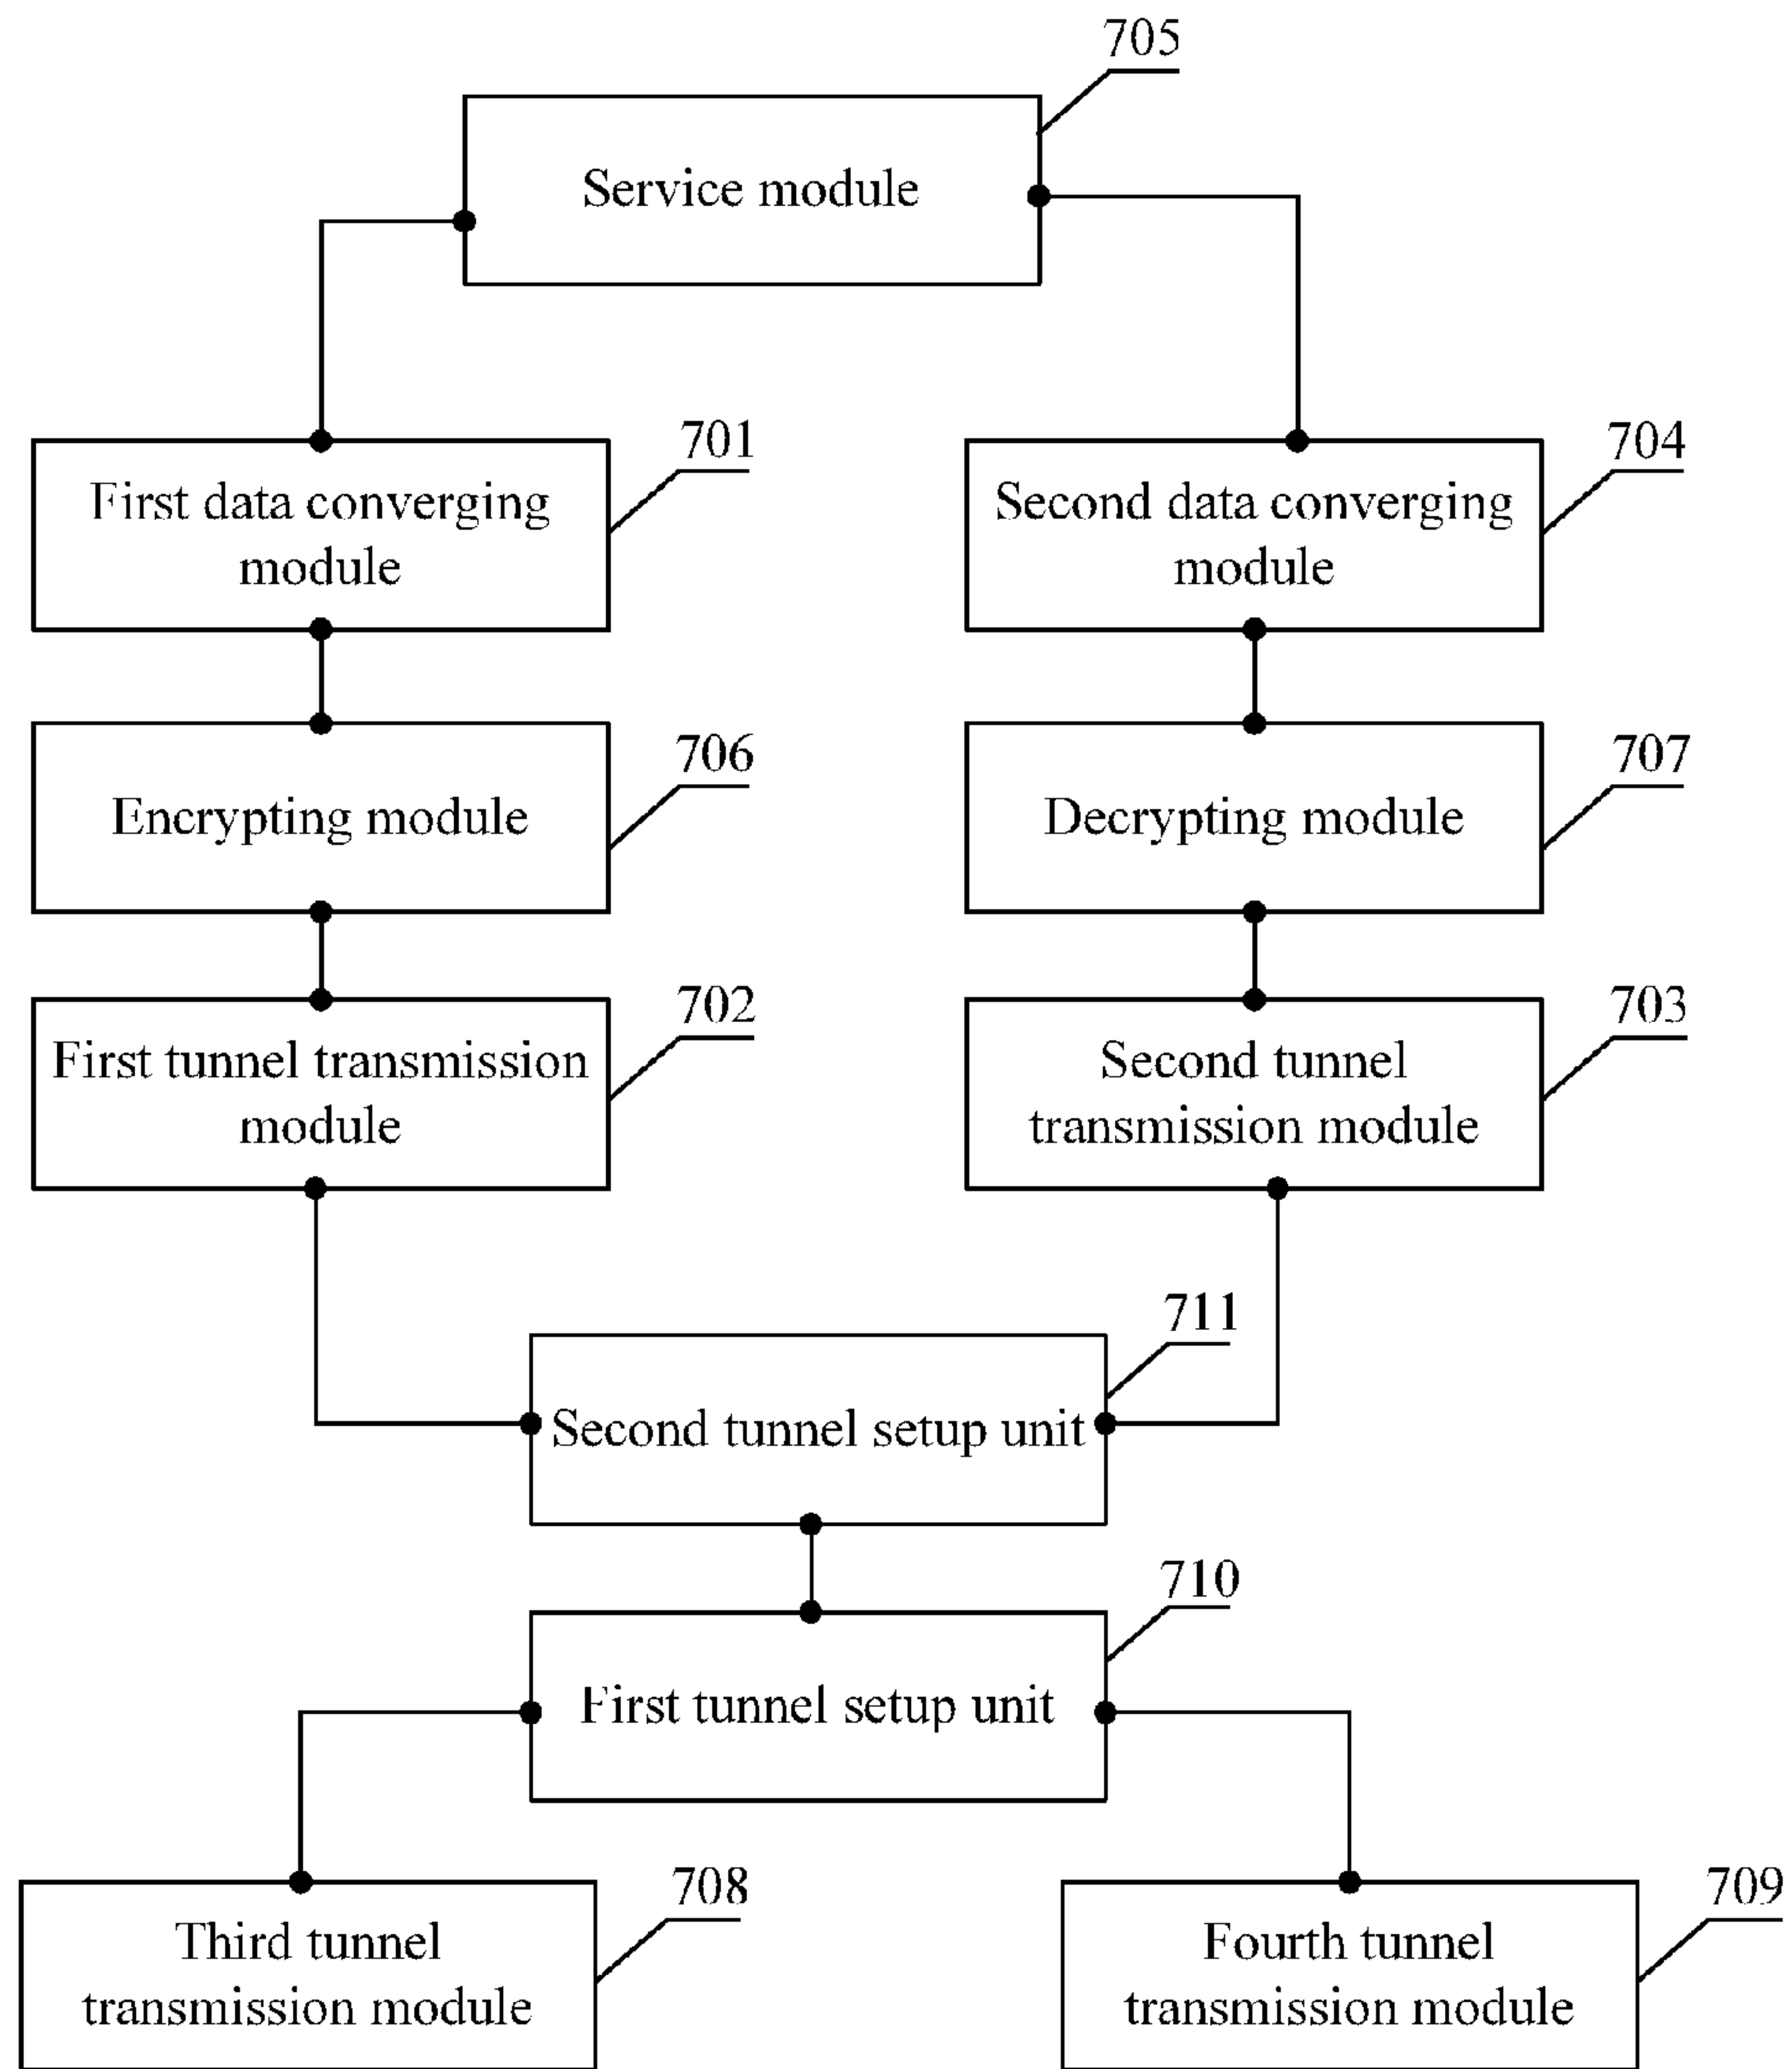 705
Service module
701
First data converging
module
704
Second data converging
module
706
Encrypting module
707
Decrypting module
702
First tunnel transmission
module
703
Second tunnel
transmission module
711
Second tunnel setup unit
710
First tunnel setup unit
708
Third tunnel
transmission module
709
Fourth tunnel
transmission module